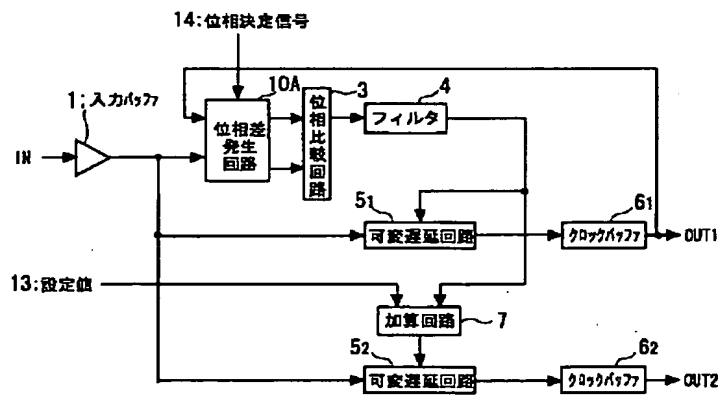 14:位相決定信号
10A
3
4
1:入力バッファ
位相差
発生
回路
位相比較回路
フィルタ
IN
51
可変遅延回路
61
クロックバッファ
OUT1
13:設定値
加算回路
7
52
可変遅延回路
62
クロックバッファ
OUT2